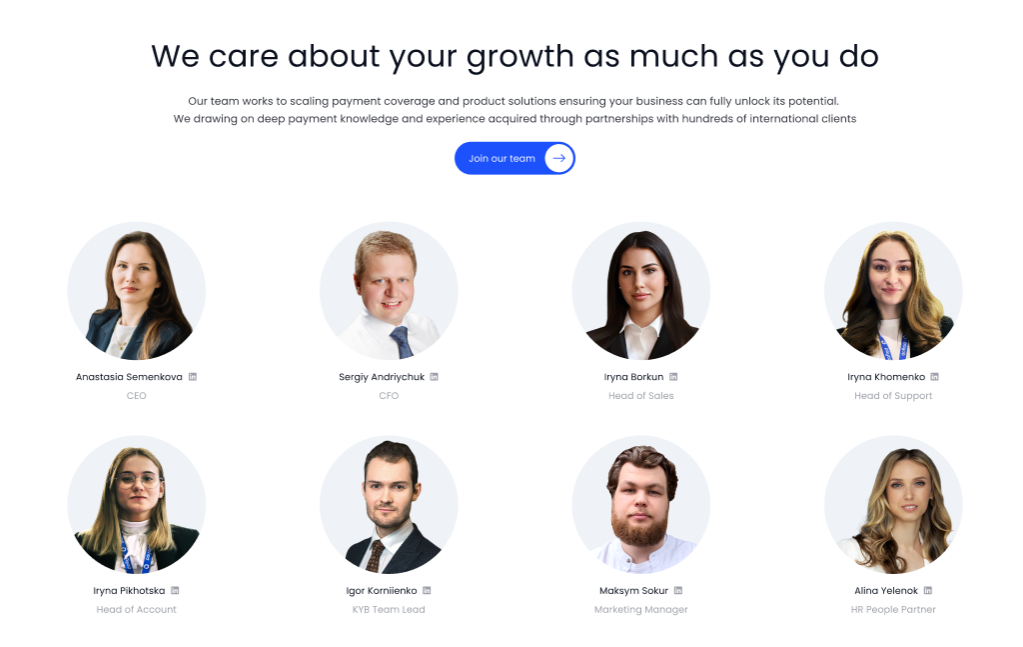 We care about your growth as much as you do
Our team works to scaling payment coverage and product solutions ensuring your business can fully unlock its potential.
We drawing on deep payment knowledge and experience acquired through partnerships with hundreds of international clients
Join our team
Anastasia Semenkova
CEO
Sergiy Andriychuk
CFO
Iryna Borkun
Head of Sales
Iryna Khomenko
Head of Support
Iryna Pikhotska
Head of Account
Igor Korniienko
KYB Team Lead
Maksym Sokur
Marketing Manager
Alina Yelenok
HR People Partner